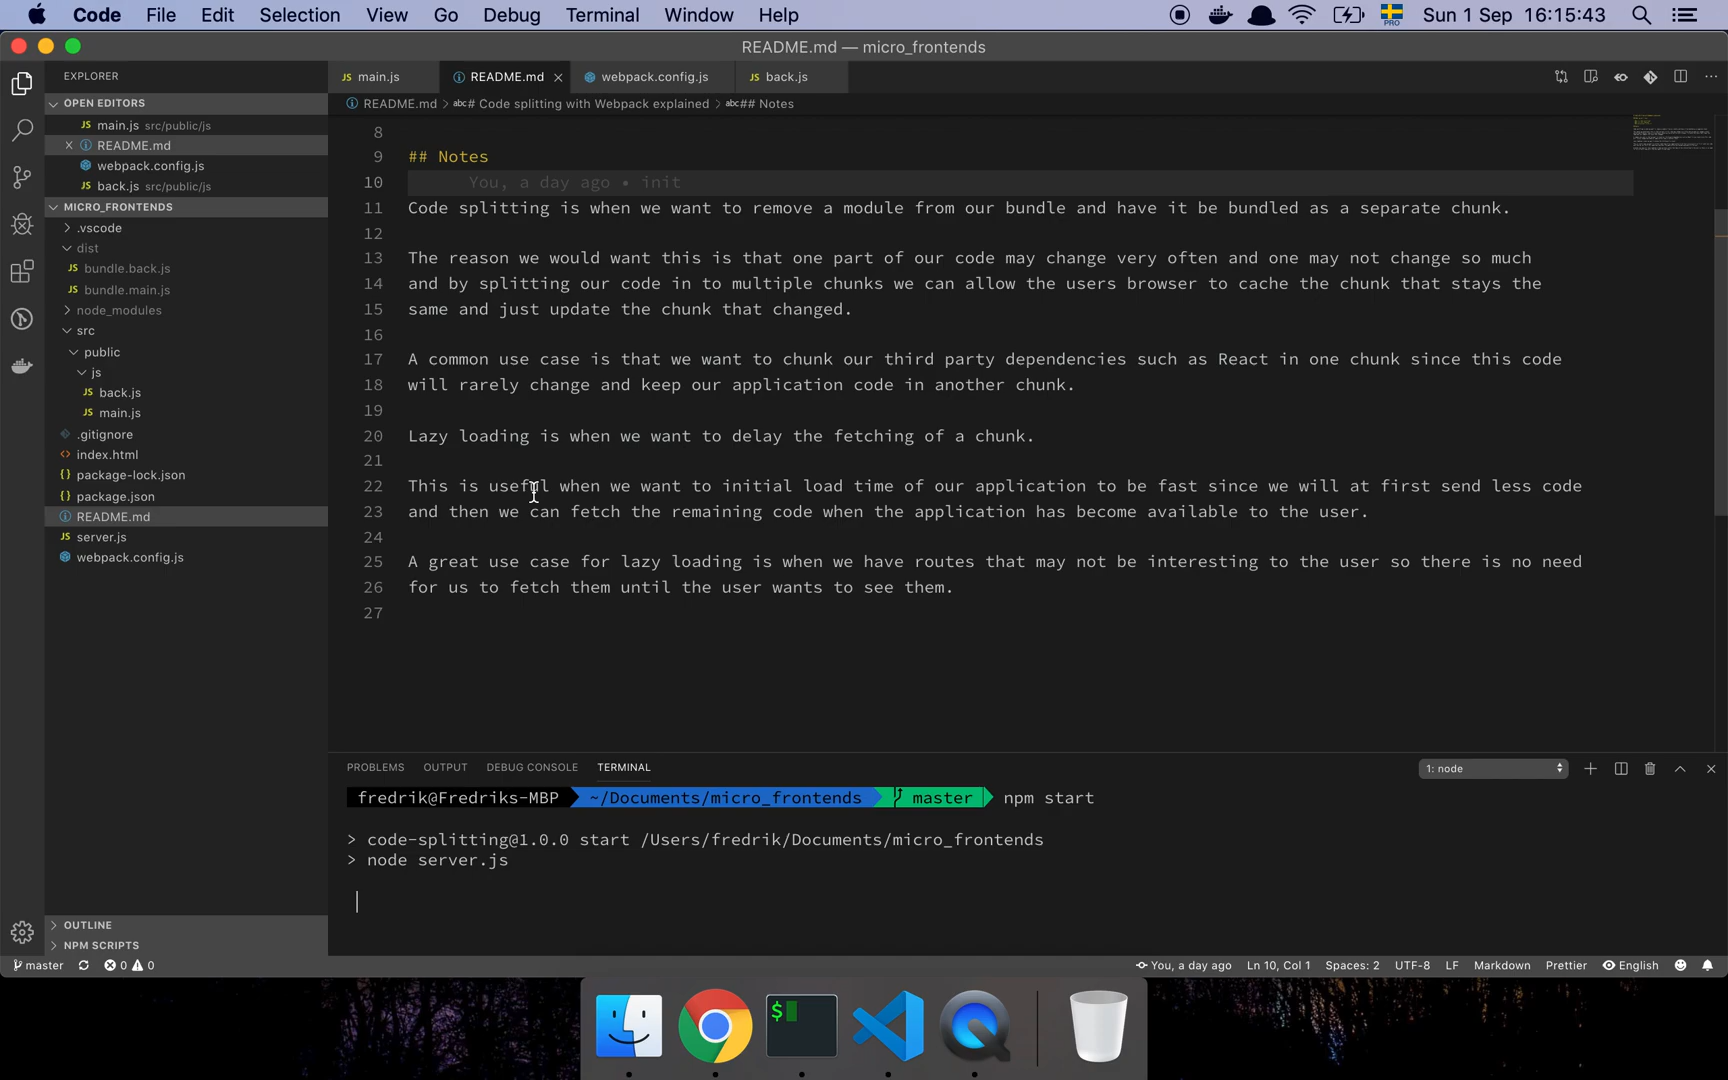 Code File Edit Selection View Go Debug Terminal Window Help PRO Sun 1 Sep 16:15:43
README.md — micro_frontends
EXPLORER
OPEN EDITORS
JS main.js src/public/js
X README.md
webpack.config.js
JS back.js src/public/js
MICRO_FRONTENDS
.vscode
dist
JS bundle.back.js
JS bundle.main.js
node_modules
src
public
js
JS back.js
JS main.js
.gitignore
<> index.html
{} package-lock.json
{} package.json
README.md
JS server.js
webpack.config.js
OUTLINE
NPM SCRIPTS
JS main.js README.md × webpack.config.js JS back.js ···
README.md > abc # Code splitting with Webpack explained > abc ## Notes
8
9 ## Notes
10 You, a day ago • init
11 Code splitting is when we want to remove a module from our bundle and have it be bundled as a separate chunk.
12
13 The reason we would want this is that one part of our code may change very often and one may not change so much
14 and by splitting our code in to multiple chunks we can allow the users browser to cache the chunk that stays the
15 same and just update the chunk that changed.
16
17 A common use case is that we want to chunk our third party dependencies such as React in one chunk since this code
18 will rarely change and keep our application code in another chunk.
19
20 Lazy loading is when we want to delay the fetching of a chunk.
21
22 This is useful when we want to initial load time of our application to be fast since we will at first send less code
23 and then we can fetch the remaining code when the application has become available to the user.
24
25 A great use case for lazy loading is when we have routes that may not be interesting to the user so there is no need
26 for us to fetch them until the user wants to see them.
27
PROBLEMS OUTPUT DEBUG CONSOLE TERMINAL 1: node
fredrik@Fredriks-MBP ~/Documents/micro_frontends master npm start
> code-splitting@1.0.0 start /Users/fredrik/Documents/micro_frontends
> node server.js
master 0 0 You, a day ago Ln 10, Col 1 Spaces: 2 UTF-8 LF Markdown Prettier English
$